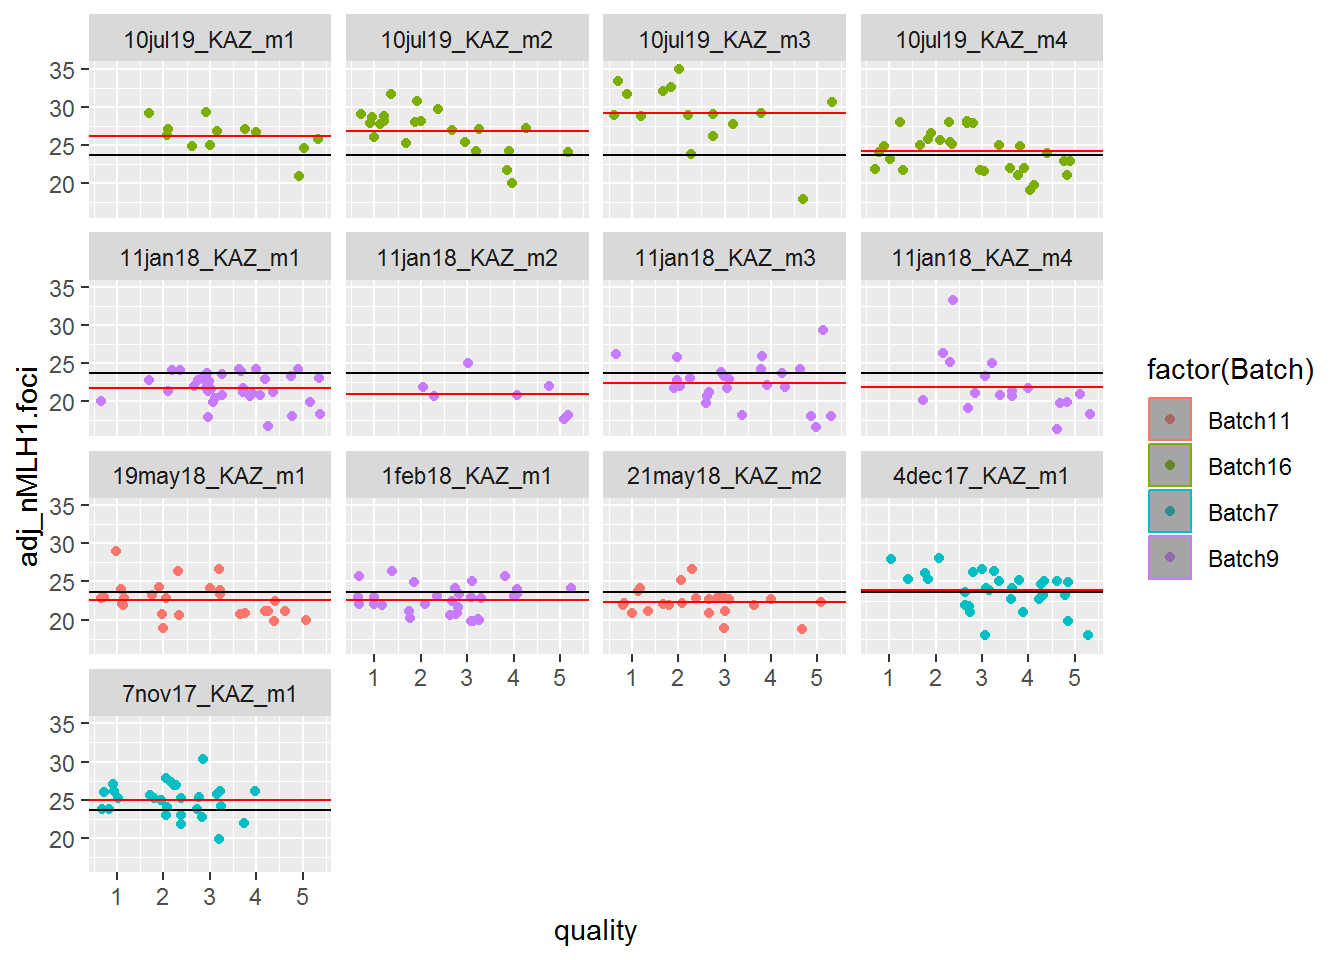 10jul19_KAZ_m1 10jul19_KAZ_m2 10jul19_KAZ_m3 10jul19_KAZ_m4
35
30
25
20
11jan18_KAZ_m1 11jan18_KAZ_m2 11jan18_KAZ_m3 11jan18_KAZ_m4
35
30
25
20
19may18_KAZ_m1 1feb18_KAZ_m1 21may18_KAZ_m2 4dec17_KAZ_m1
35
30
25
20
1 2 3 4 5 1 2 3 4 5 1 2 3 4 5
7nov17_KAZ_m1
35
30
25
20
1 2 3 4 5
quality
adj_nMLH1.foci
factor(Batch)
Batch11
Batch16
Batch7
Batch9